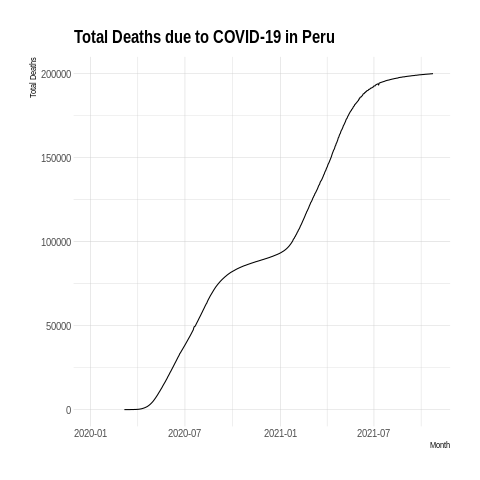 Total Deaths due to COVID-19 in Peru
Total Deaths
200000
150000
100000
50000
0
2020-01 2020-07 2021-01 2021-07
Month